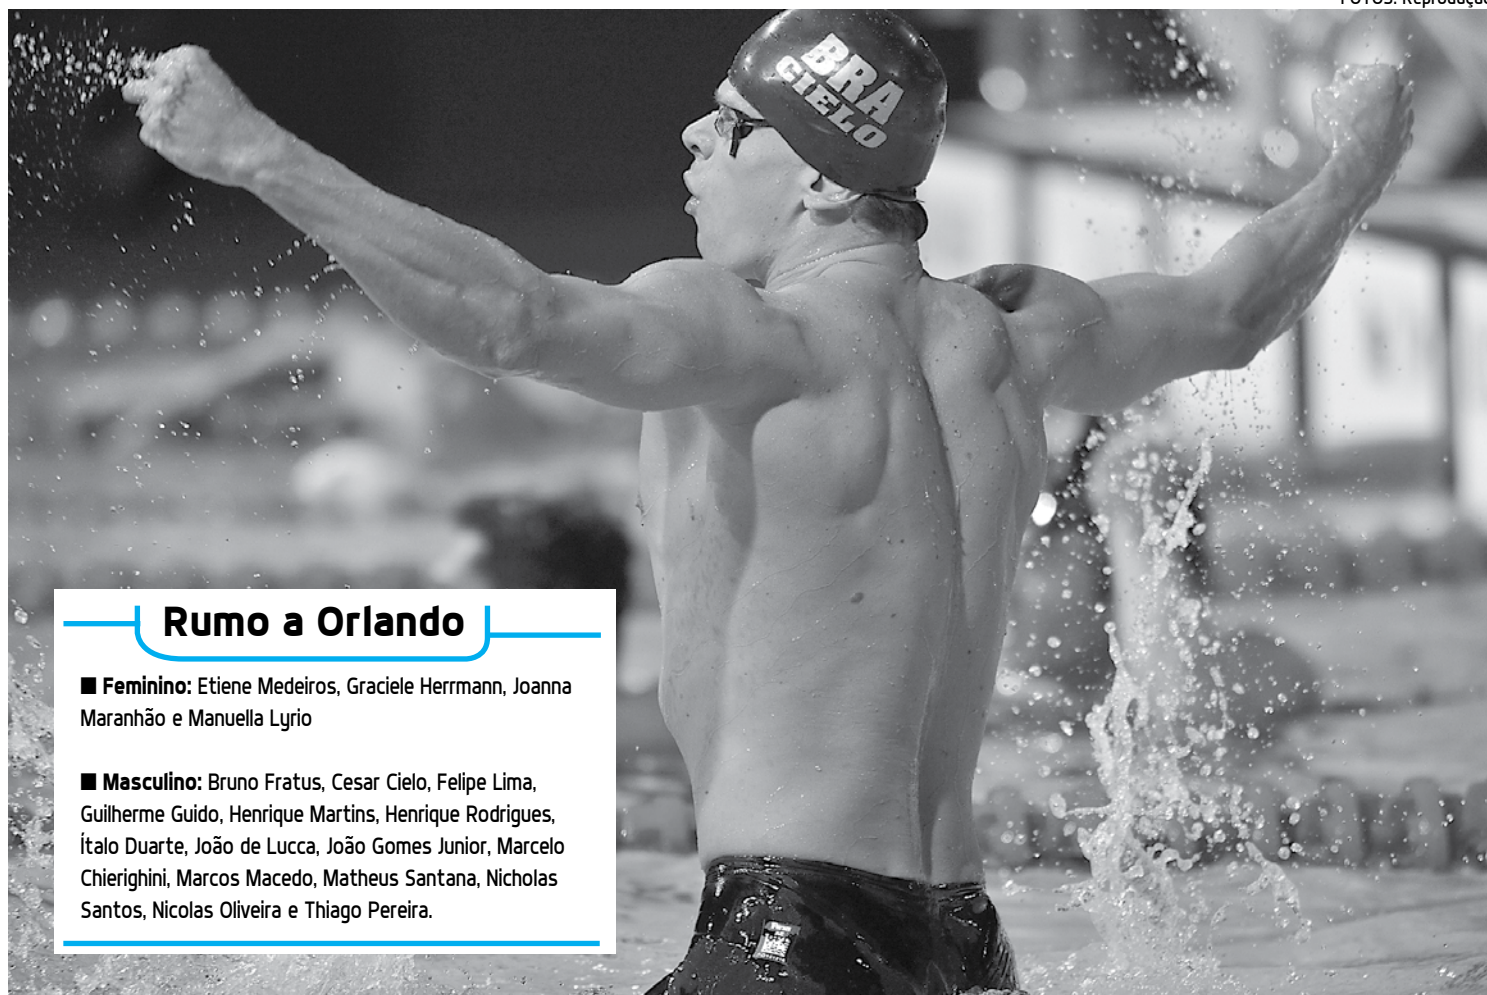 FOTOS: Reprodução
BRA
CIELO
Rumo a Orlando
■ Feminino: Etiene Medeiros, Graciele Herrmann, Joanna
Maranhão e Manuella Lyrio
■ Masculino: Bruno Fratus, Cesar Cielo, Felipe Lima,
Guilherme Guido, Henrique Martins, Henrique Rodrigues,
Ítalo Duarte, João de Lucca, João Gomes Junior, Marcelo
Chierighini, Marcos Macedo, Matheus Santana, Nicholas
Santos, Nicolas Oliveira e Thiago Pereira.